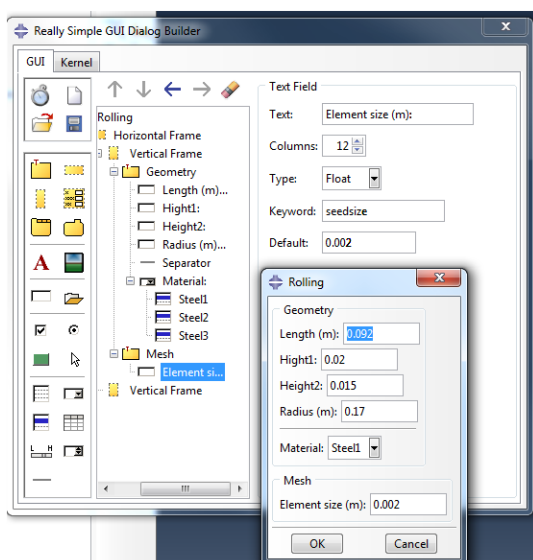 Really Simple GUI Dialog Builder
x
GUI
Kernel
Rolling
Horizontal Frame
Vertical Frame
Geometry
Length (m)...
Hight1:
Height2:
Radius (m)...
Separator
Material:
Steel1
Steel2
Steel3
Mesh
Element si...
Vertical Frame
A
L H
Text Field
Text: Element size (m):
Columns: 12
Type: Float
Keyword: seedsize
Default: 0.002
Rolling
x
Geometry
Length (m): 0.092
Hight1: 0.02
Height2: 0.015
Radius (m): 0.17
Material: Steel1
Mesh
Element size (m): 0.002
OK
Cancel